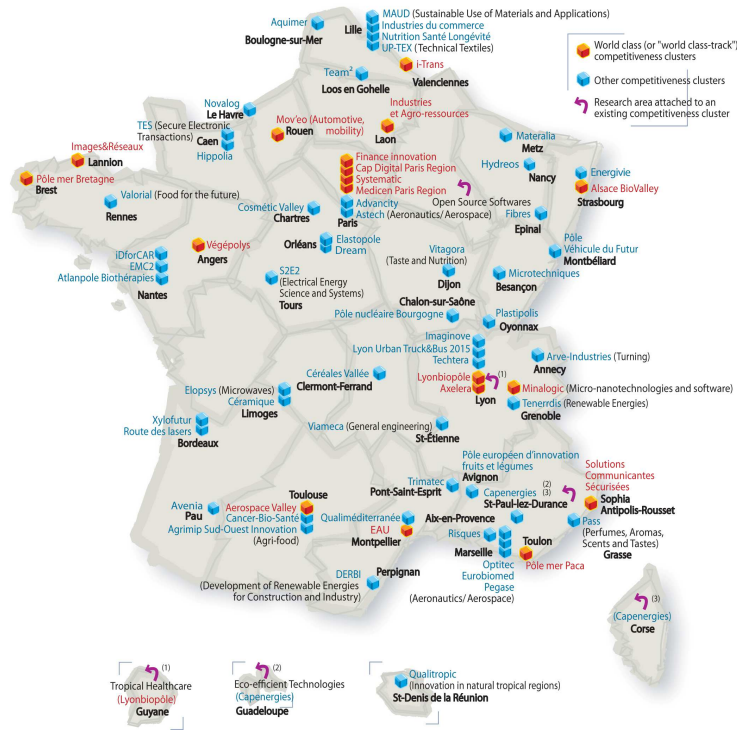 MAUD (Sustainable Use of Materials and Applications)
Industries du commerce
Nutrition Santé Longévité
UP-TEX (Technical Textiles)
Lille
Aquimer
Boulogne-sur-Mer
World class (or "world class-track")
competitiveness clusters
Other competitiveness clusters
Research area attached to an
existing competitiveness cluster
i-Trans
Valenciennes
Team²
Loos en Gohelle
Novalog
Le Havre
Industries
et Agro-ressources
Laon
Mov'eo (Automotive,
mobility)
Rouen
TES (Secure Electronic
Transactions)
Caen
Hippolia
Materalia
Metz
Images&Réseaux
Lannion
Pôle mer Bretagne
Brest
Finance innovation
Cap Digital Paris Region
Systematic
Medicen Paris Region
Advancity
Astech (Aeronautics/Aerospace)
Paris
Open Source Softwares
Hydreos
Nancy
Energivie
Alsace BioValley
Strasbourg
Valorial (Food for the future)
Rennes
Cosmétic Valley
Chartres
Fibres
Epinal
Végépolys
Angers
Orléans
Elastopole
Dream
Pôle
Véhicule du Futur
Montbéliard
iDforCAR
EMC2
Atlanpole Biothérapies
Nantes
S2E2
(Electrical Energy
Science and Systems)
Tours
Vitagora
(Taste and Nutrition)
Dijon
Microtechniques
Besançon
Chalon-sur-Saône
Pôle nucléaire Bourgogne
Plastipolis
Oyonnax
Imaginove
Lyon Urban Truck&Bus 2015
Techtera
Lyonbiopôle
(1)
Axelera
Lyon
Arve-Industries (Turning)
Annecy
Céréales Vallée
Clermont-Ferrand
Minalogic (Micro-nanotechnologies and software)
Tenerrdis (Renewable Energies)
Grenoble
Elopsys (Microwaves)
Céramique
Limoges
Xylofutur
Route des lasers
Bordeaux
Viameca (General engineering)
St-Étienne
Pôle européen d'innovation
fruits et légumes
Avignon
Trimatec
Pont-Saint-Esprit
Capenergies
(2)
(3)
St-Paul-lez-Durance
Solutions
Communicantes
Sécurisées
Sophia
Antipolis-Rousset
Avenia
Pau
Toulouse
Aerospace Valley
Cancer-Bio-Santé
Agrimip Sud-Ouest Innovation
(Agri-food)
Qualiméditerranée
EAU
Montpellier
Aix-en-Provence
Risques
Marseille
Optitec
Eurobiomed
Pegase
(Aeronautics/Aerospace)
Toulon
Pôle mer Paca
Pass
(Perfumes, Aromas,
Scents and Tastes)
Grasse
DERBI
Perpignan
(Development of Renewable Energies
for Construction and Industry)
(3)
(Capenergies)
Corse
(1)
Tropical Healthcare
(Lyonbiopôle)
Guyane
(2)
Eco-efficient Technologies
(Capenergies)
Guadeloupe
Qualitropic
(Innovation in natural tropical regions)
St-Denis de la Réunion